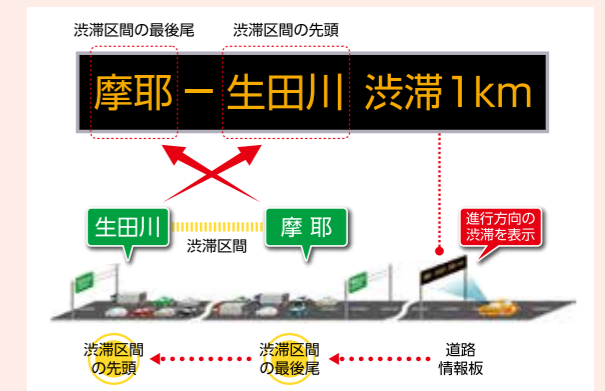 渋滞区間の最後尾
渋滞区間の先頭
摩耶－生田川 渋滞1km
生田川
摩耶
渋滞区間
進行方向の
渋滞を表示
渋滞区間
の先頭
渋滞区間
の最後尾
道路
情報板